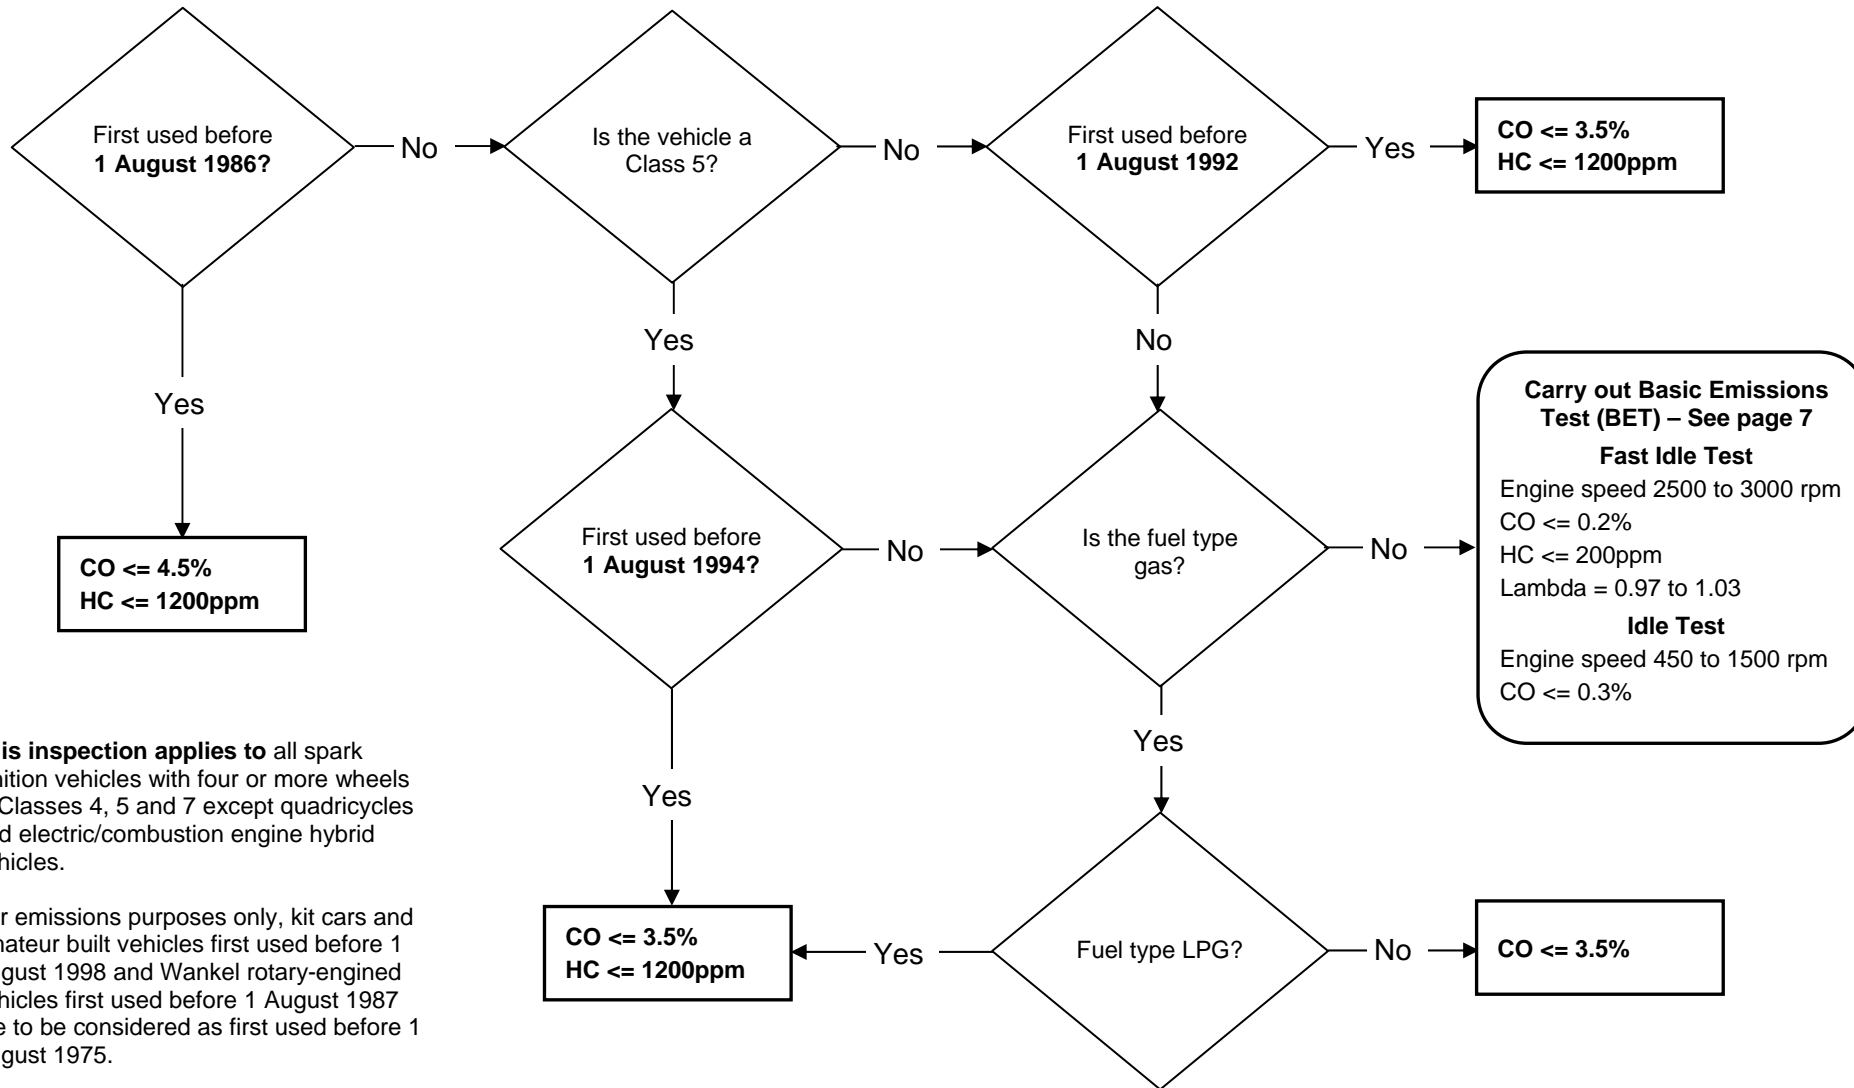 First used before
1 August 1986?
No
Is the vehicle a
Class 5?
No
First used before
1 August 1992
Yes
CO <= 3.5%
HC <= 1200ppm
Yes
Yes
No
CO <= 4.5%
HC <= 1200ppm
First used before
1 August 1994?
No
Is the fuel type
gas?
No
Carry out Basic Emissions
Test (BET) – See page 7
Fast Idle Test
Engine speed 2500 to 3000 rpm
CO <= 0.2%
HC <= 200ppm
Lambda = 0.97 to 1.03
Idle Test
Engine speed 450 to 1500 rpm
CO <= 0.3%
Yes
Yes
CO <= 3.5%
HC <= 1200ppm
Yes
Fuel type LPG?
No
CO <= 3.5%
is inspection applies to all spark
nition vehicles with four or more wheels
Classes 4, 5 and 7 except quadricycles
d electric/combustion engine hybrid
hicles.
r emissions purposes only, kit cars and
nateur built vehicles first used before 1
gust 1998 and Wankel rotary-engined
hicles first used before 1 August 1987
e to be considered as first used before 1
gust 1975.